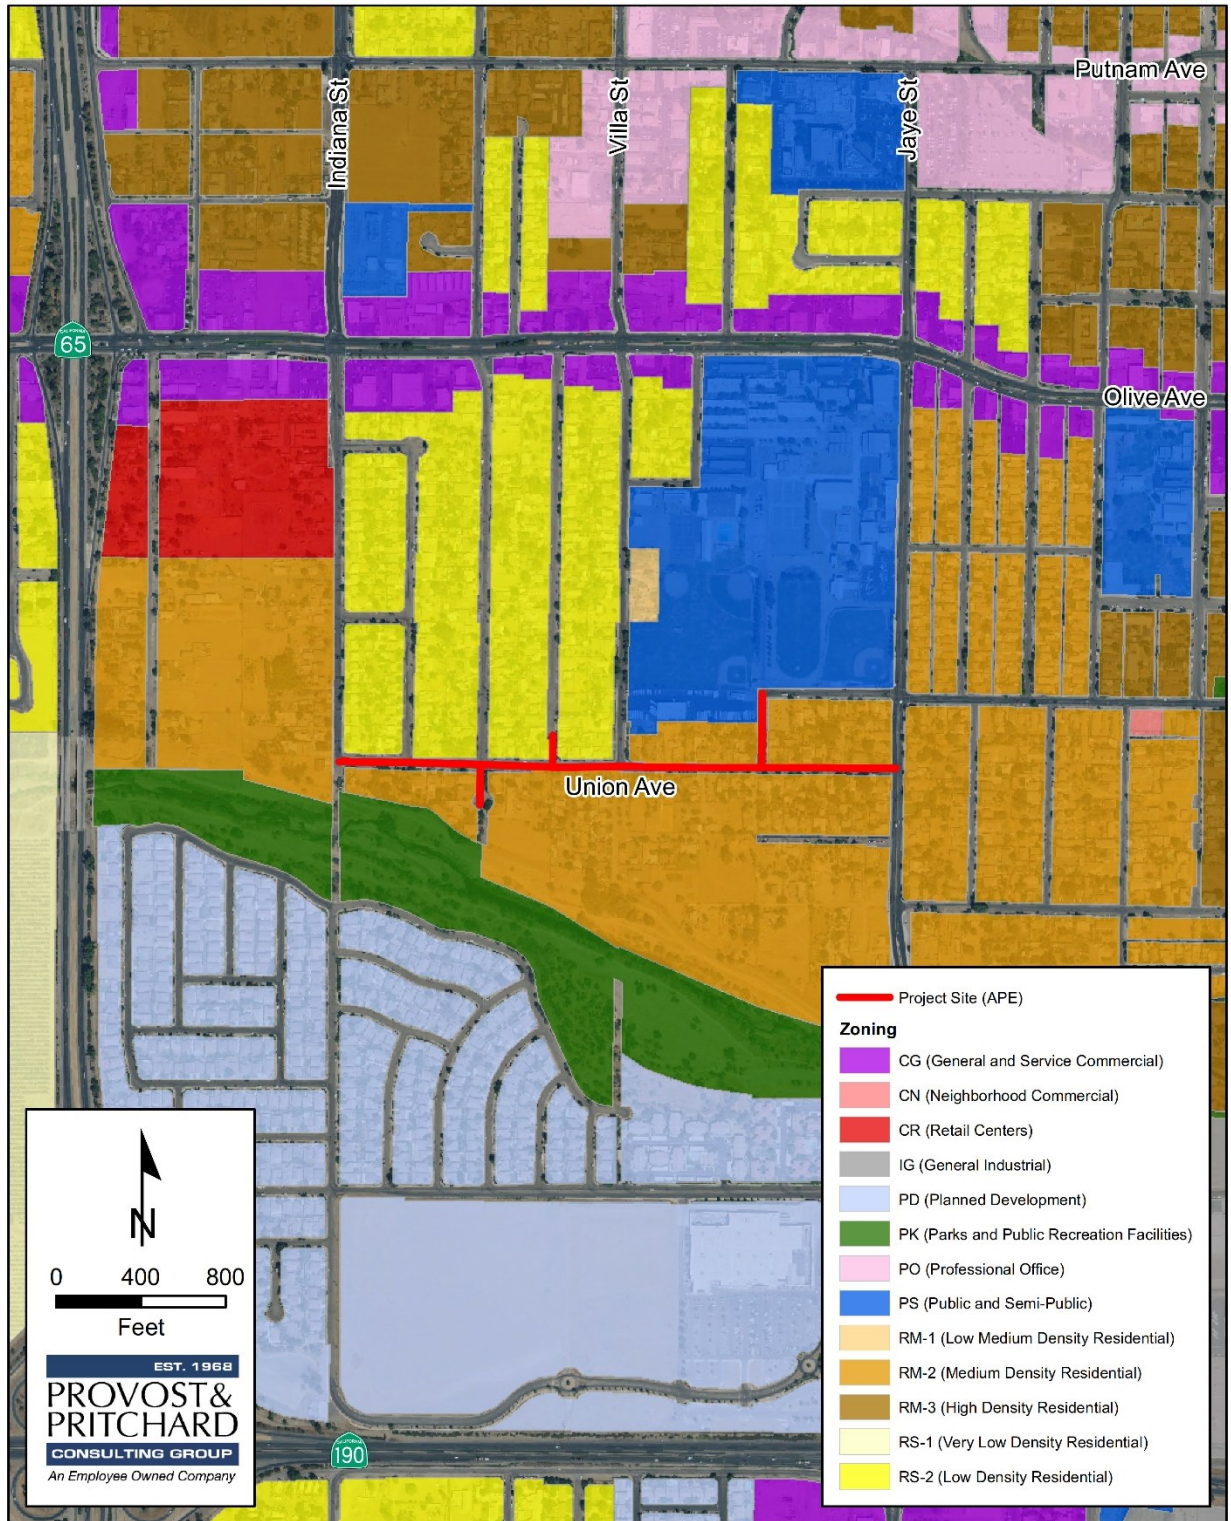 Putnam Ave
Indiana St
Villa St
Jaye St
CALIFORNIA
65
Olive Ave
Union Ave
Project Site (APE)
Zoning
CG (General and Service Commercial)
CN (Neighborhood Commercial)
CR (Retail Centers)
IG (General Industrial)
PD (Planned Development)
PK (Parks and Public Recreation Facilities)
PO (Professional Office)
PS (Public and Semi-Public)
RM-1 (Low Medium Density Residential)
RM-2 (Medium Density Residential)
RM-3 (High Density Residential)
RS-1 (Very Low Density Residential)
RS-2 (Low Density Residential)
N
0 400 800
Feet
EST. 1968
PROVOST&
PRITCHARD
CONSULTING GROUP
An Employee Owned Company
CALIFORNIA
190